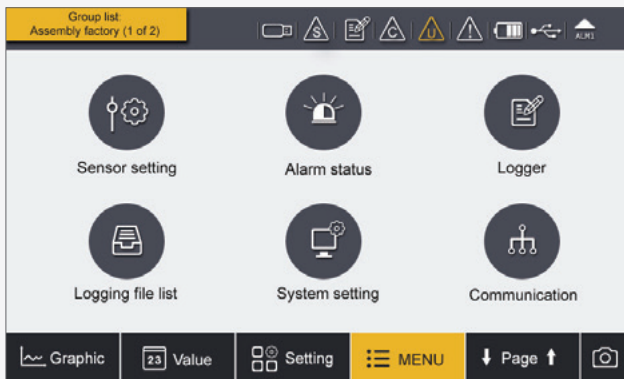 Group list:
Assembly factory (1 of 2)
S
C
U
!
ALM1
Sensor setting
Alarm status
Logger
Logging file list
System setting
Communication
Graphic
23 Value
Setting
MENU
Page